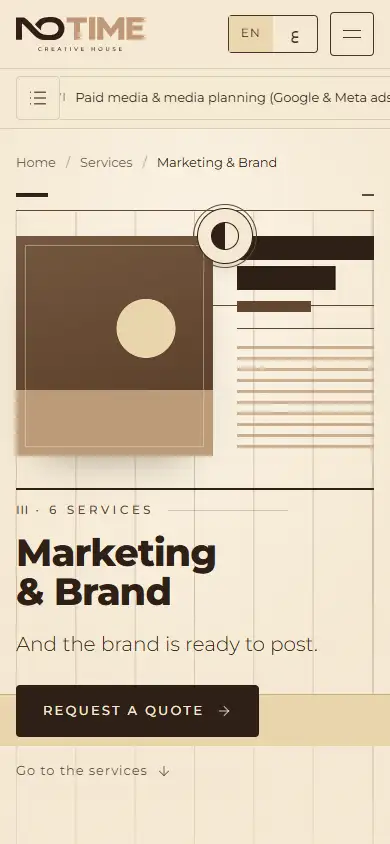 NOTIME
CREATIVE HOUSE
EN
ع
VI Paid media & media planning (Google & Meta ads
Home / Services / Marketing & Brand
III · 6 SERVICES
Marketing
& Brand
And the brand is ready to post.
REQUEST A QUOTE →
Go to the services ↓